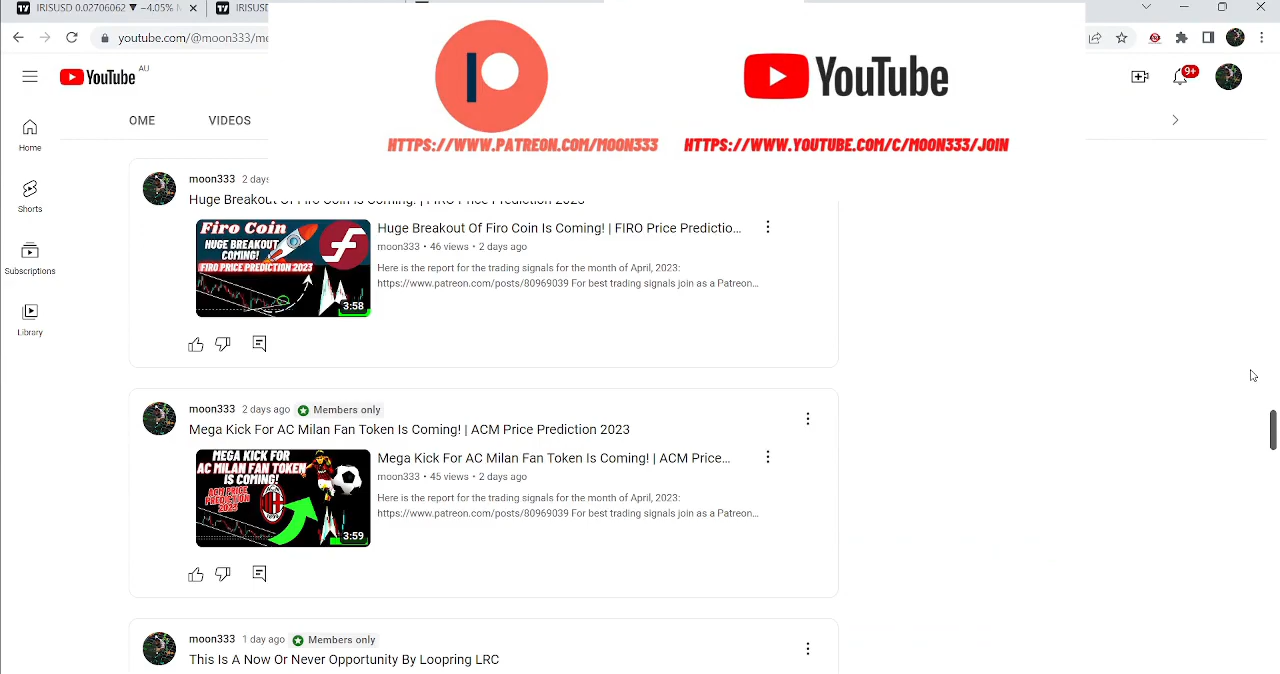 IRISUSD 0.02706062 ▼ −4.05%
IRISUSD
youtube.com/@moon333/me
YouTube AU
9+
HTTPS://WWW.PATREON.COM/MOON333
YouTube
HTTPS://WWW.YOUTUBE.COM/C/MOON333/JOIN
OME
VIDEOS
Home
Shorts
Subscriptions
Library
moon333 2 days
Huge Breakout Of Firo Coin Is Coming! | FIRO Price Prediction 2023
Firo Coin
HUGE BREAKOUT
COMING!
FIRO PRICE PREDICTION 2023
3:58
Huge Breakout Of Firo Coin Is Coming! | FIRO Price Predictio...
moon333 • 46 views • 2 days ago
Here is the report for the trading signals for the month of April, 2023:
https://www.patreon.com/posts/80969039 For best trading signals join as a Patreon...
moon333 2 days ago Members only
Mega Kick For AC Milan Fan Token Is Coming! | ACM Price Prediction 2023
MEGA KICK FOR
AC MILAN FAN TOKEN
IS COMING!
ACM PRICE
PREDICTION
2023
3:59
Mega Kick For AC Milan Fan Token Is Coming! | ACM Price...
moon333 • 45 views • 2 days ago
Here is the report for the trading signals for the month of April, 2023:
https://www.patreon.com/posts/80969039 For best trading signals join as a Patreon...
moon333 1 day ago Members only
This Is A Now Or Never Opportunity By Loopring LRC